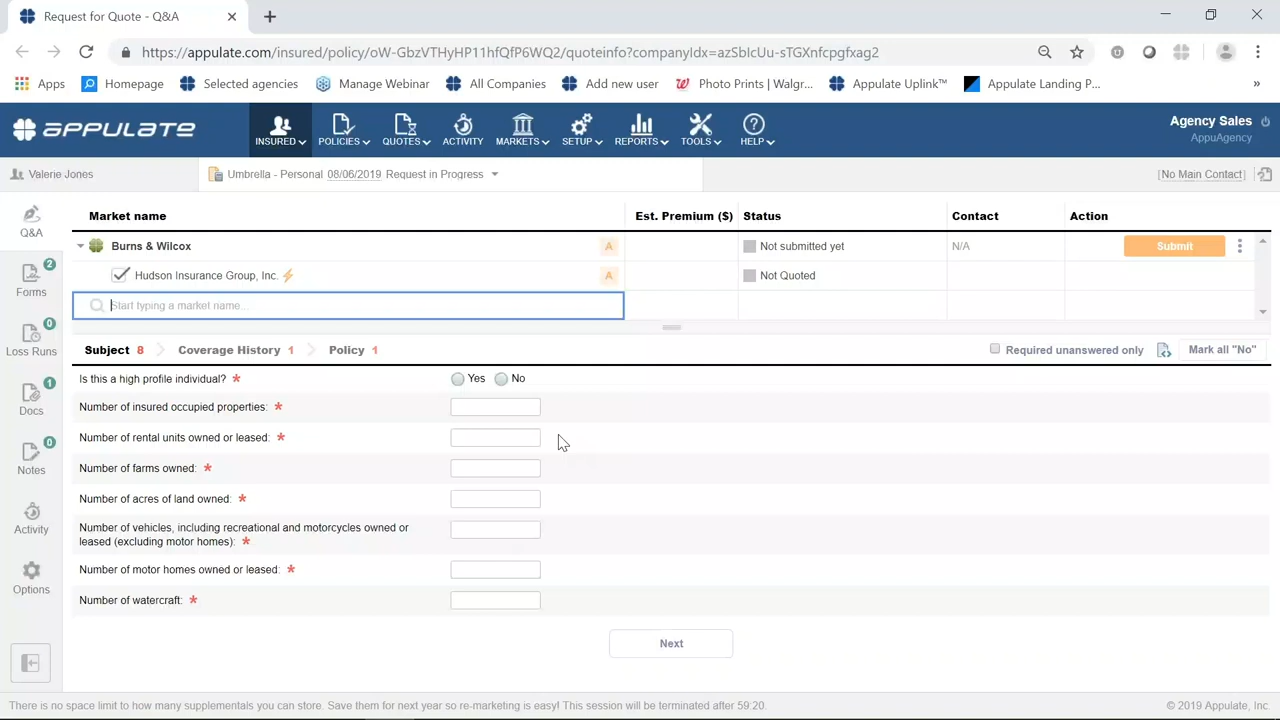 Request for Quote - Q&A
https://appulate.com/insured/policy/oW-GbzVTHyHP11hfQfP6WQ2/quoteinfo?companyIdx=azSblcUu-sTGXnfcpgfxag2
Apps Homepage Selected agencies Manage Webinar All Companies Add new user Photo Prints | Walgr... Appulate Uplink™ Appulate Landing P... »
APPULATE INSURED POLICIES QUOTES ACTIVITY MARKETS SETUP REPORTS TOOLS HELP
Agency Sales
AppuAgency
Valerie Jones Umbrella - Personal 08/06/2019 Request in Progress [No Main Contact]
Q&A
Forms 2
Loss Runs 0
Docs 1
Notes 0
Activity
Options
Market name Est. Premium ($) Status Contact Action
Burns & Wilcox A Not submitted yet N/A Submit
Hudson Insurance Group, Inc. A Not Quoted
Start typing a market name...
Subject 8 Coverage History 1 Policy 1 Required unanswered only Mark all "No"
Is this a high profile individual? * Yes No
Number of insured occupied properties: *
Number of rental units owned or leased: *
Number of farms owned: *
Number of acres of land owned: *
Number of vehicles, including recreational and motorcycles owned or
leased (excluding motor homes): *
Number of motor homes owned or leased: *
Number of watercraft: *
Next
There is no space limit to how many supplementals you can store. Save them for next year so re-marketing is easy! This session will be terminated after 59:20. © 2019 Appulate, Inc.